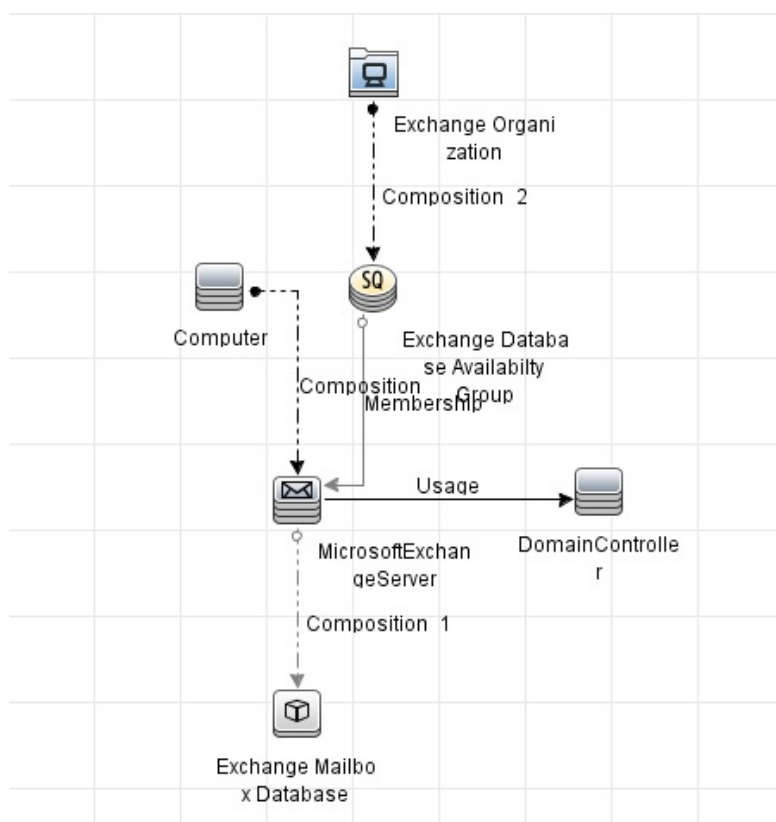 Exchange Organi
zation
Composition 2
SQ
Computer
Exchange Databa
se Availabilty
Group
Composition
Membership
Usage
MicrosoftExchan
geServer
DomainControlle
r
Composition 1
Exchange Mailbo
x Database